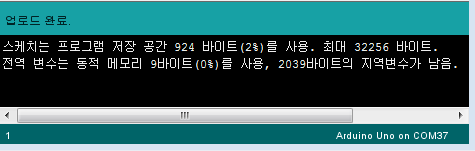 업로드 완료.
스케치는 프로그램 저장 공간 924 바이트(2%)를 사용. 최대 32256 바이트.
전역 변수는 동적 메모리 9바이트(0%)를 사용, 2039바이트의 지역변수가 남음.
1 Arduino Uno on COM37